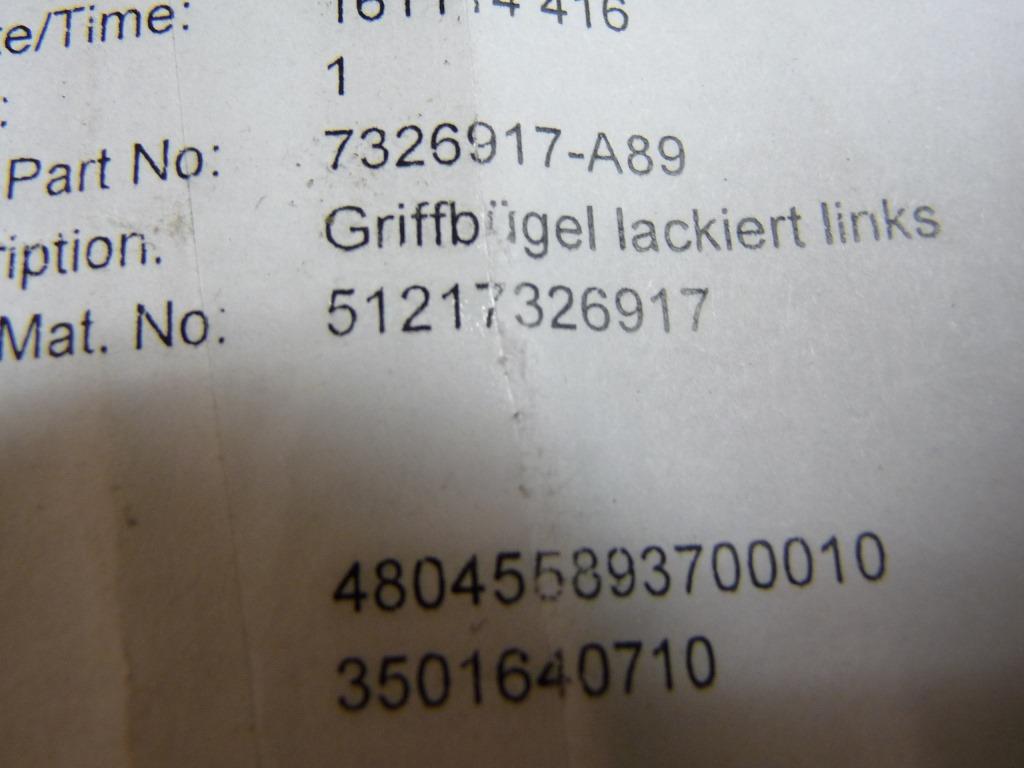 e/Time:
1
Part No: 7326917-A89
ription. Griffbügel lackiert links
Mat. No: 51217326917
480455893700010
3501640710